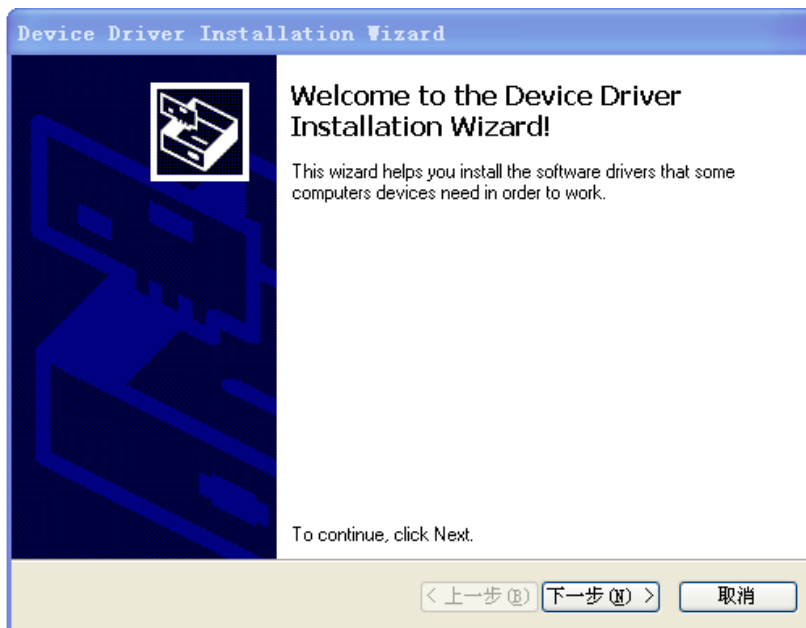 Device Driver Installation Wizard
Welcome to the Device Driver
Installation Wizard!
This wizard helps you install the software drivers that some
computers devices need in order to work.
To continue, click Next.
< 上一步(B) 下一步(N) > 取消